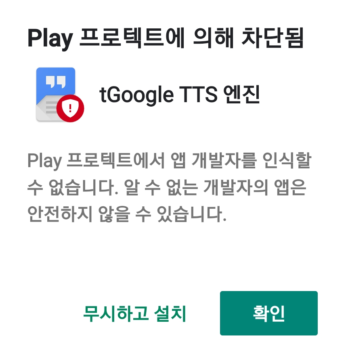 Play 프로텍트에 의해 차단됨
tGoogle TTS 엔진
Play 프로텍트에서 앱 개발자를 인식할
수 없습니다. 알 수 없는 개발자의 앱은
안전하지 않을 수 있습니다.
무시하고 설치 확인